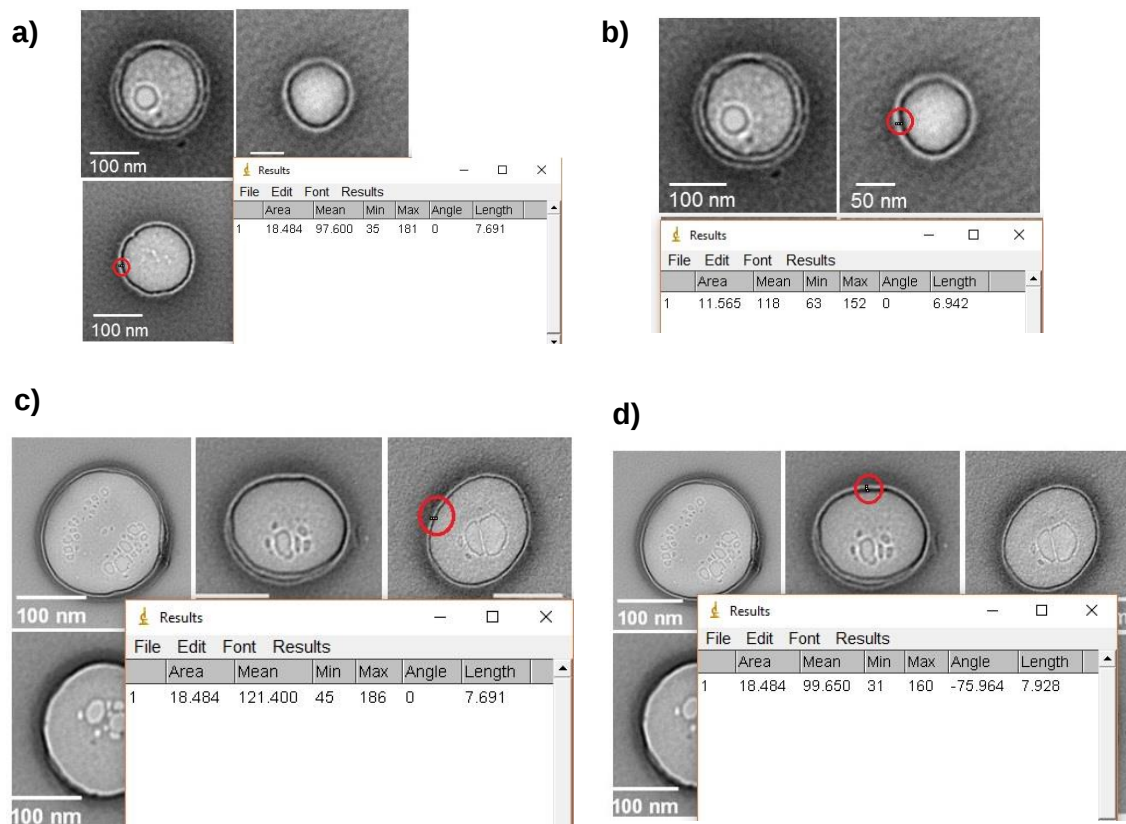 a)
100 nm
Results
File Edit Font Results
Area Mean Min Max Angle Length
1 18.484 97.600 35 181 0 7.691
100 nm
b)
100 nm
50 nm
Results
File Edit Font Results
Area Mean Min Max Angle Length
1 11.565 118 63 152 0 6.942
c)
100 nm
Results
File Edit Font Results
Area Mean Min Max Angle Length
1 18.484 121.400 45 186 0 7.691
100 nm
d)
100 nm
Results
File Edit Font Results
Area Mean Min Max Angle Length
1 18.484 99.650 31 160 -75.964 7.928
100 nm